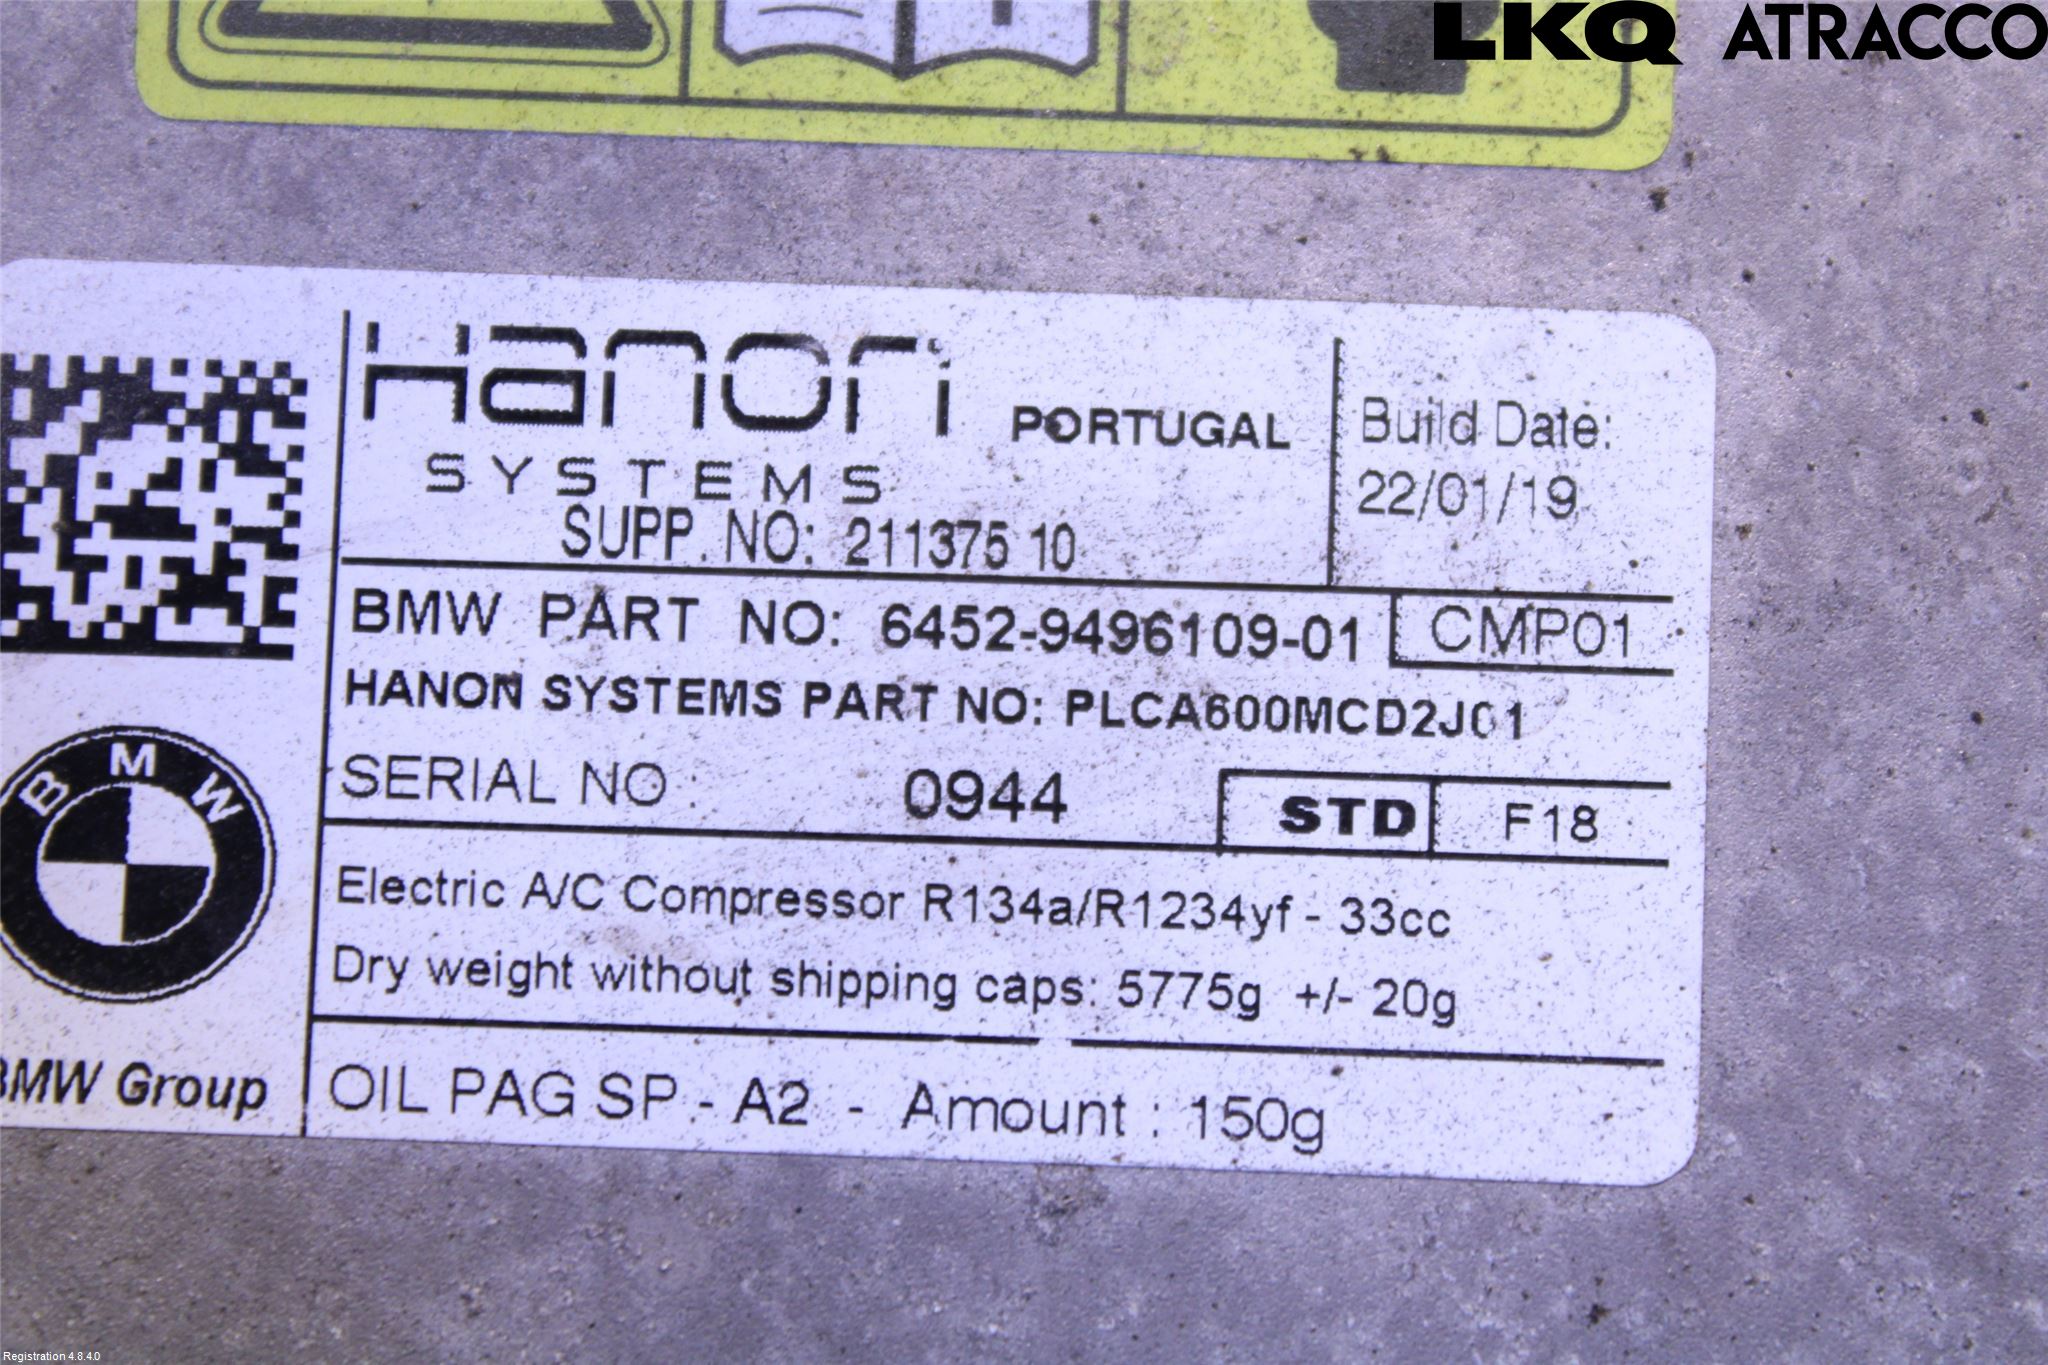 LKQ ATRACCO
Hanon
SYSTEMS
PORTUGAL
SUPP. NO: 211375 10
Build Date:
22/01/19
BMW PART NO: 6452-9496109-01
CMP01
HANON SYSTEMS PART NO: PLCA600MCD2J01
SERIAL NO : 0944
STD
F18
Electric A/C Compressor R134a/R1234yf - 33cc
Dry weight without shipping caps: 5775g +/- 20g
OIL PAG SP - A2 - Amount : 150g
BMW
BMW Group
Registration 4.8.4.0